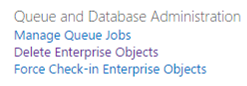 Queue and Database Administration
Manage Queue Jobs
Delete Enterprise Objects
Force Check-in Enterprise Objects